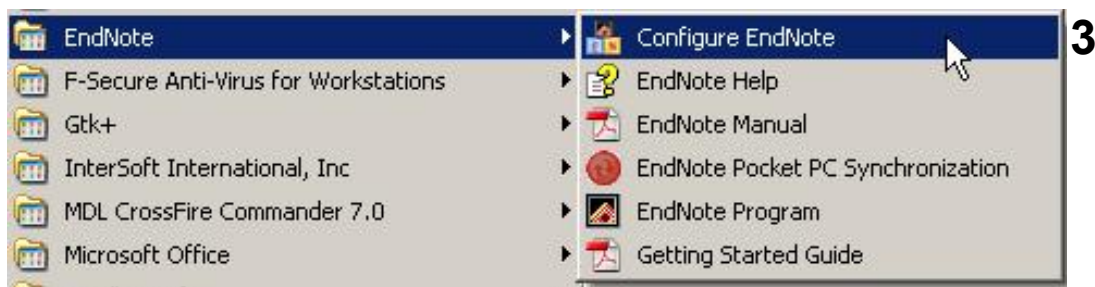 EndNote
F-Secure Anti-Virus for Workstations
Gtk+
InterSoft International, Inc
MDL CrossFire Commander 7.0
Microsoft Office
Configure EndNote
EndNote Help
EndNote Manual
EndNote Pocket PC Synchronization
EndNote Program
Getting Started Guide
3